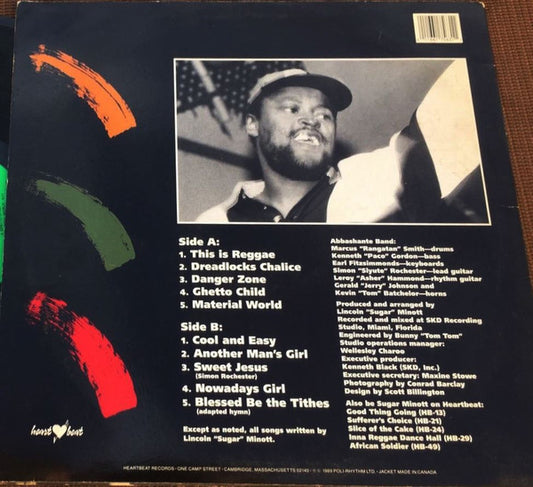 Side A:
1. This is Reggae
2. Dreadlocks Chalice
3. Danger Zone
4. Ghetto Child
5. Material World
Side B:
1. Cool and Easy
2. Another Man's Girl
3. Sweet Jesus
(Simon Rochester)
4. Nowadays Girl
5. Blessed Be the Tithes
(adapted hymn)
Except as noted, all songs written by
Lincoln "Sugar" Minott.
Abbashante Band:
Marcus "Rangatan" Smith—drums
Kenneth "Paco" Gordon—bass
Earl Fitzsimmonds—keyboards
Simon "Slyute" Rochester—lead guitar
Leroy "Asher" Hammond—rhythm guitar
Gerald "Jerry" Johnson and
Kevin "Tom" Batchelor—horns
Produced and arranged by
Lincoln "Sugar" Minott
Recorded and mixed at SKD Recording
Studio, Miami, Florida
Engineered by Bunny "Tom Tom"
Studio operations manager:
Wellesley Charoo
Executive producer:
Kenneth Black (SKD, Inc.)
Executive secretary: Maxine Stowe
Photography by Conrad Barclay
Design by Scott Billington
Also be Sugar Minott on Heartbeat:
Good Thing Going (HB-13)
Sufferer's Choice (HB-21)
Slice of the Cake (HB-24)
Inna Reggae Dance Hall (HB-29)
African Soldier (HB-49)
heart beat
HEARTBEAT RECORDS · ONE CAMP STREET · CAMBRIDGE, MASSACHUSETTS 02140 · ℗ © 1989 POLI-RHYTHM LTD. · JACKET MADE IN CANADA